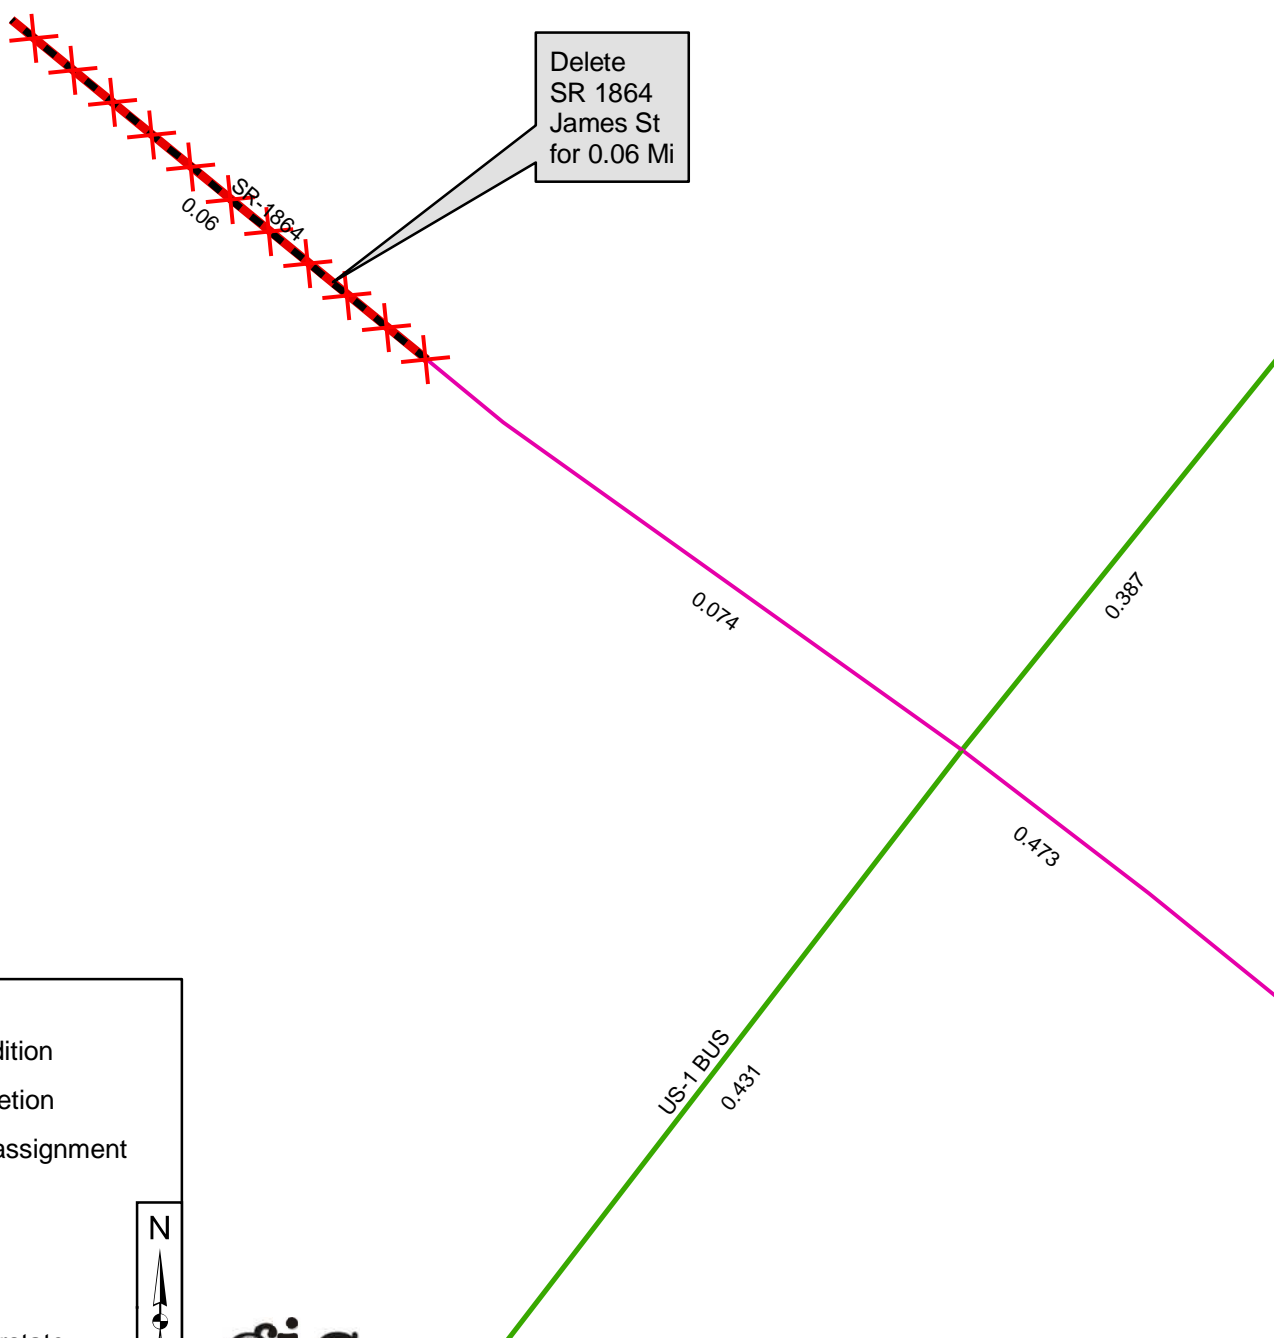 Delete
SR 1864
James St
for 0.06 Mi
SR-1864
0.06
0.074
0.387
0.473
US-1 BUS
0.431
dition
etion
assignment
N